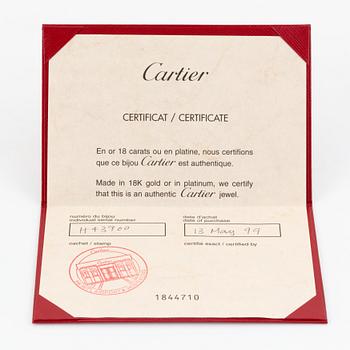 Cartier
CERTIFICAT / CERTIFICATE
En or 18 carats ou en platine, nous certifions
que ce bijou Cartier est authentique.
Made in 18K gold or in platinum, we certify
that this is an authentic Cartier jewel.
numéro du bijou
individual serial number
H43900
date d'achat
date of purchase
13 May 99
cachet / stamp
certifié exact / certified by
Cartier
1844710